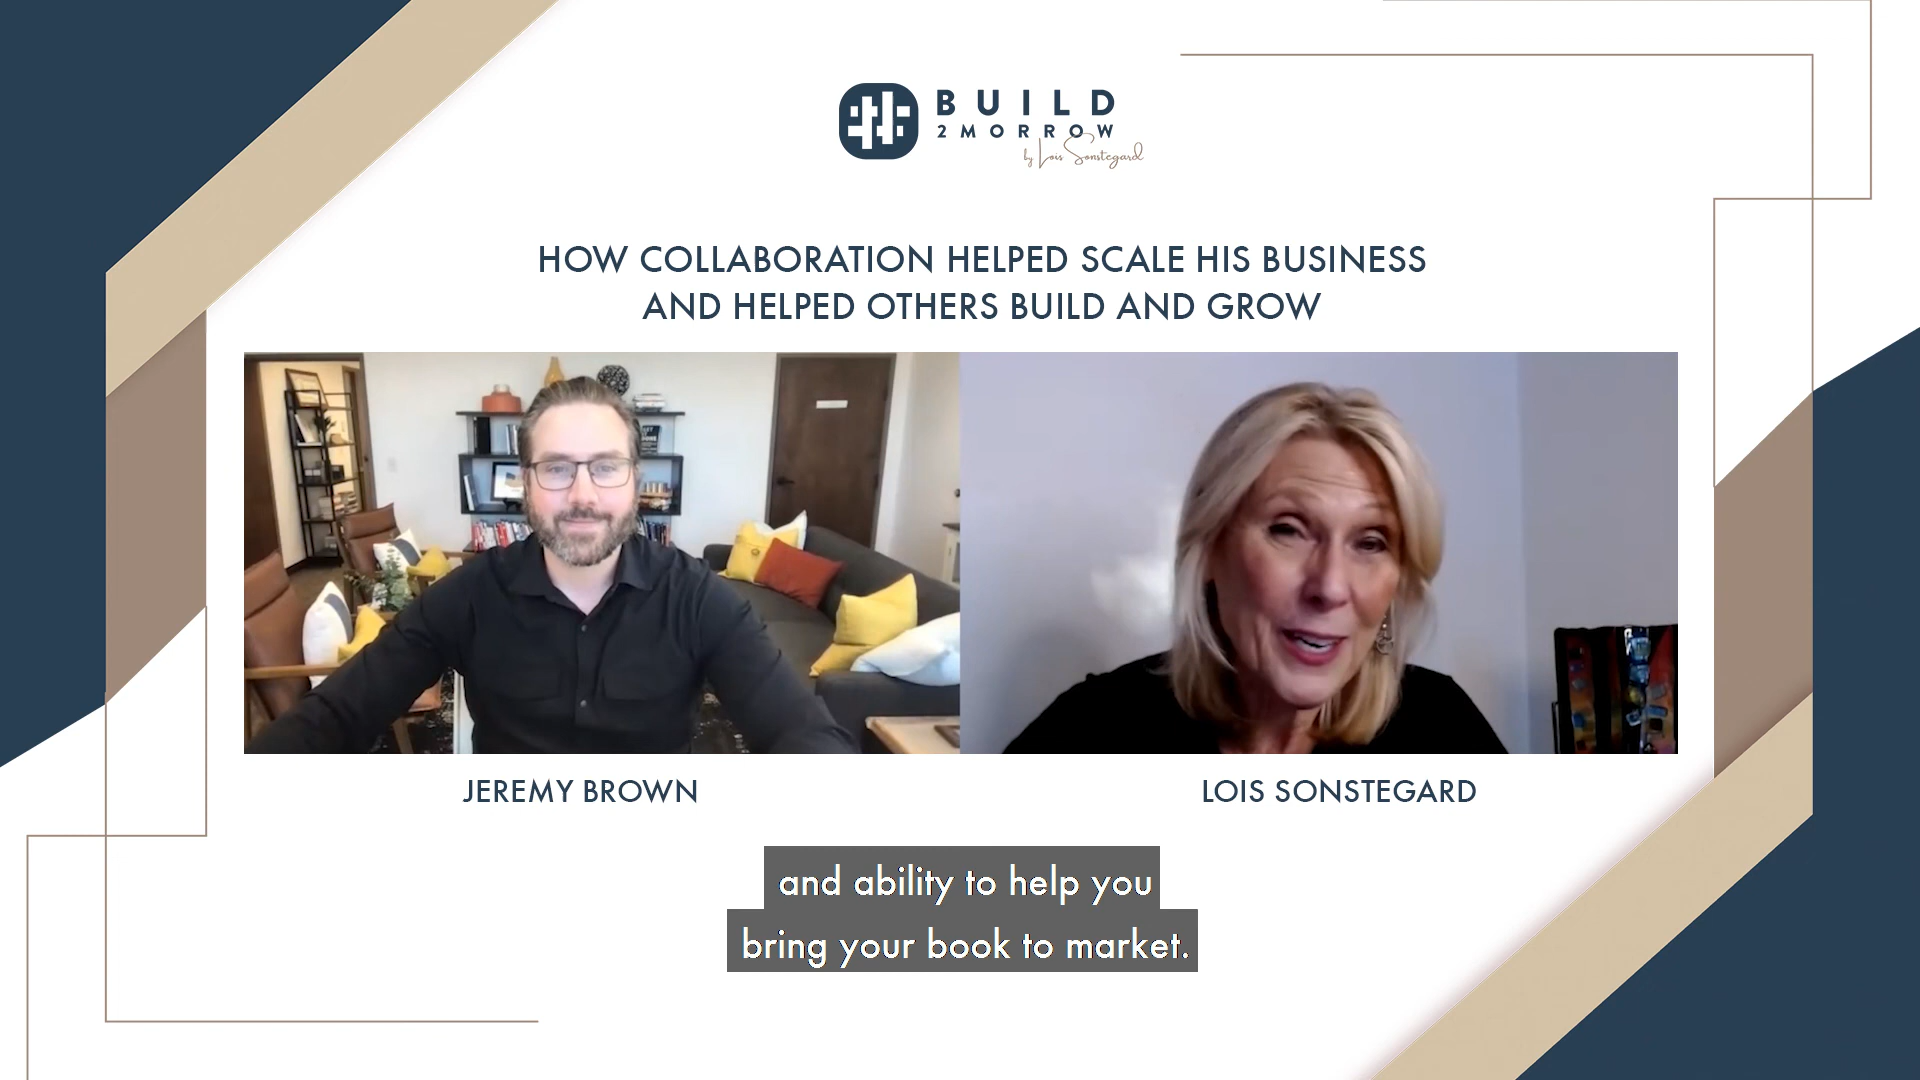 BUILD
2MORROW
by Lois Sonstegard
HOW COLLABORATION HELPED SCALE HIS BUSINESS
AND HELPED OTHERS BUILD AND GROW
JEREMY BROWN
LOIS SONSTEGARD
and ability to help you
bring your book to market.